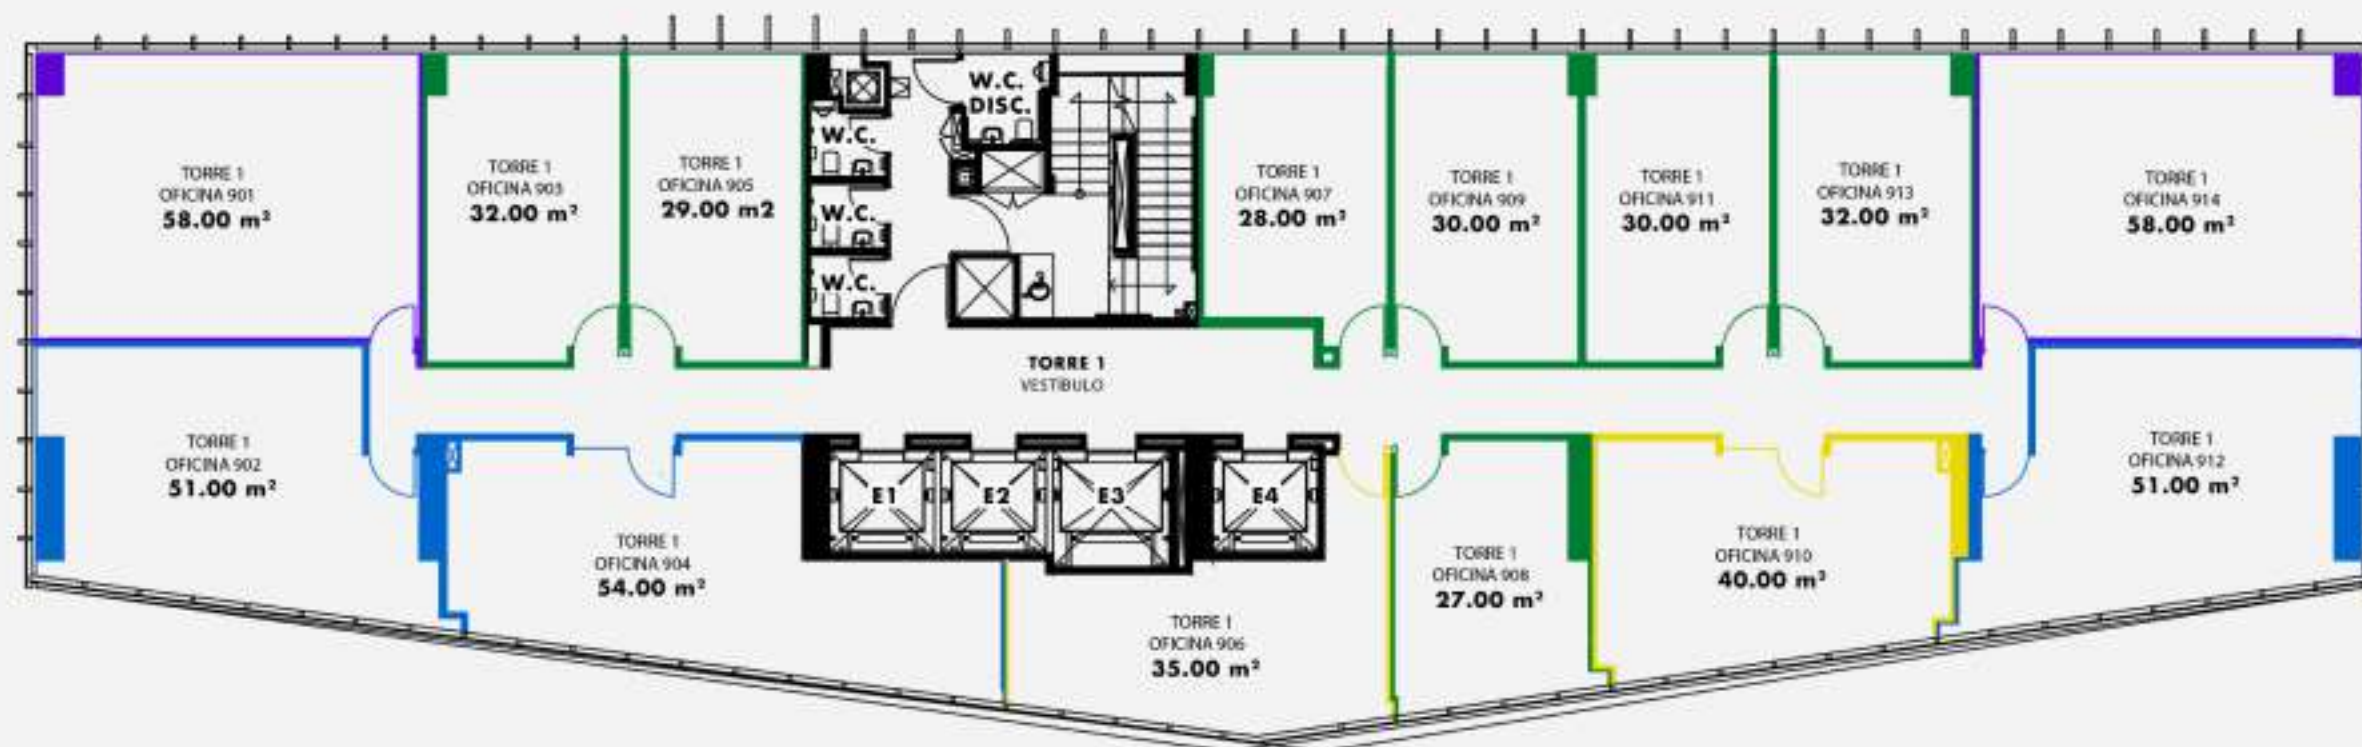 TORRE 1
OFICINA 901
58.00 m²
TORRE 1
OFICINA 903
32.00 m²
TORRE 1
OFICINA 905
29.00 m2
W.C.
DISC.
W.C.
W.C.
W.C.
TORRE 1
OFICINA 907
28.00 m²
TORRE 1
OFICINA 909
30.00 m²
TORRE 1
OFICINA 911
30.00 m²
TORRE 1
OFICINA 913
32.00 m²
TORRE 1
OFICINA 914
58.00 m²
TORRE 1
VESTÍBULO
TORRE 1
OFICINA 902
51.00 m²
TORRE 1
OFICINA 904
54.00 m²
E1
E2
E3
E4
TORRE 1
OFICINA 906
35.00 m²
TORRE 1
OFICINA 908
27.00 m²
TORRE 1
OFICINA 910
40.00 m²
TORRE 1
OFICINA 912
51.00 m²